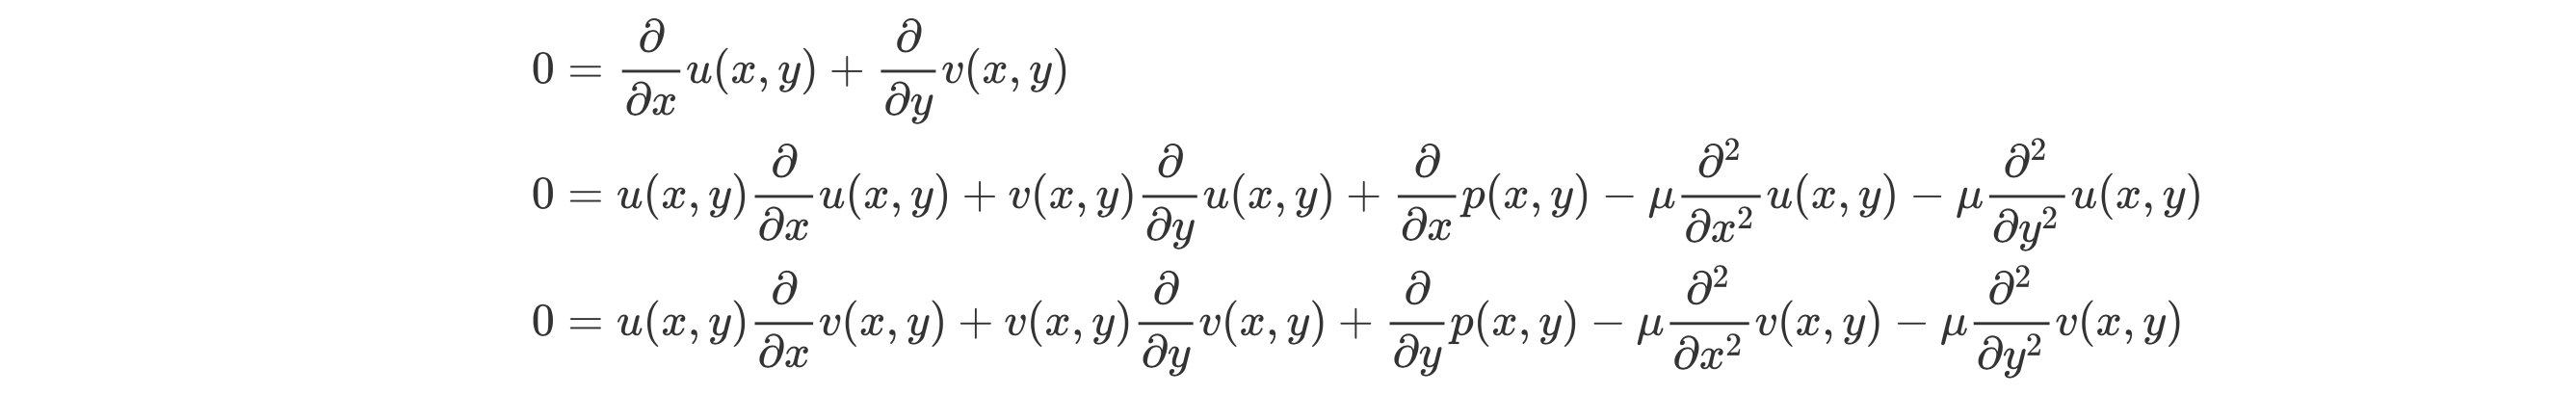 0 = ∂/∂x u(x, y) + ∂/∂y v(x, y)
0 = u(x, y) ∂/∂x u(x, y) + v(x, y) ∂/∂y u(x, y) + ∂/∂x p(x, y) − μ ∂²/∂x² u(x, y) − μ ∂²/∂y² u(x, y)
0 = u(x, y) ∂/∂x v(x, y) + v(x, y) ∂/∂y v(x, y) + ∂/∂y p(x, y) − μ ∂²/∂x² v(x, y) − μ ∂²/∂y² v(x, y)